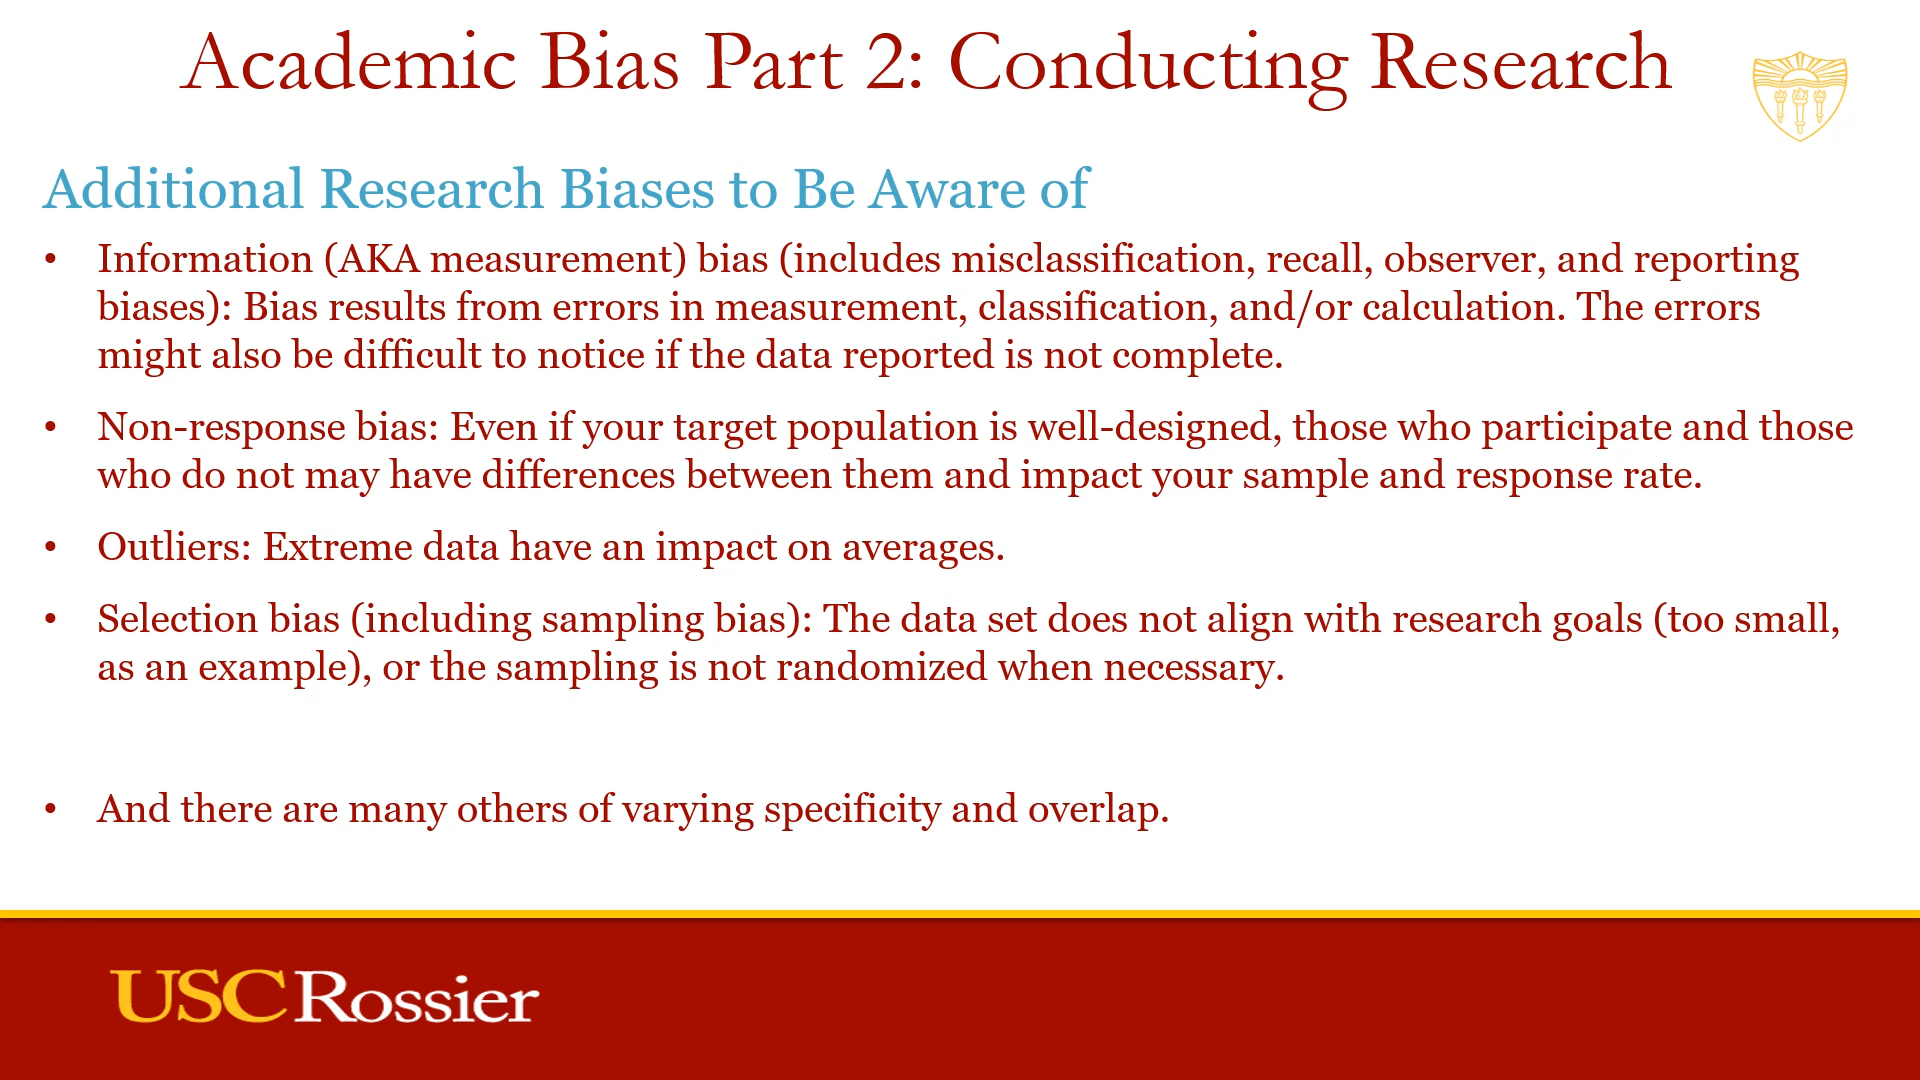 Academic Bias Part 2: Conducting Research
Additional Research Biases to Be Aware of
• Information (AKA measurement) bias (includes misclassification, recall, observer, and reporting
biases): Bias results from errors in measurement, classification, and/or calculation. The errors
might also be difficult to notice if the data reported is not complete.
• Non-response bias: Even if your target population is well-designed, those who participate and those
who do not may have differences between them and impact your sample and response rate.
• Outliers: Extreme data have an impact on averages.
• Selection bias (including sampling bias): The data set does not align with research goals (too small,
as an example), or the sampling is not randomized when necessary.
• And there are many others of varying specificity and overlap.
USC Rossier